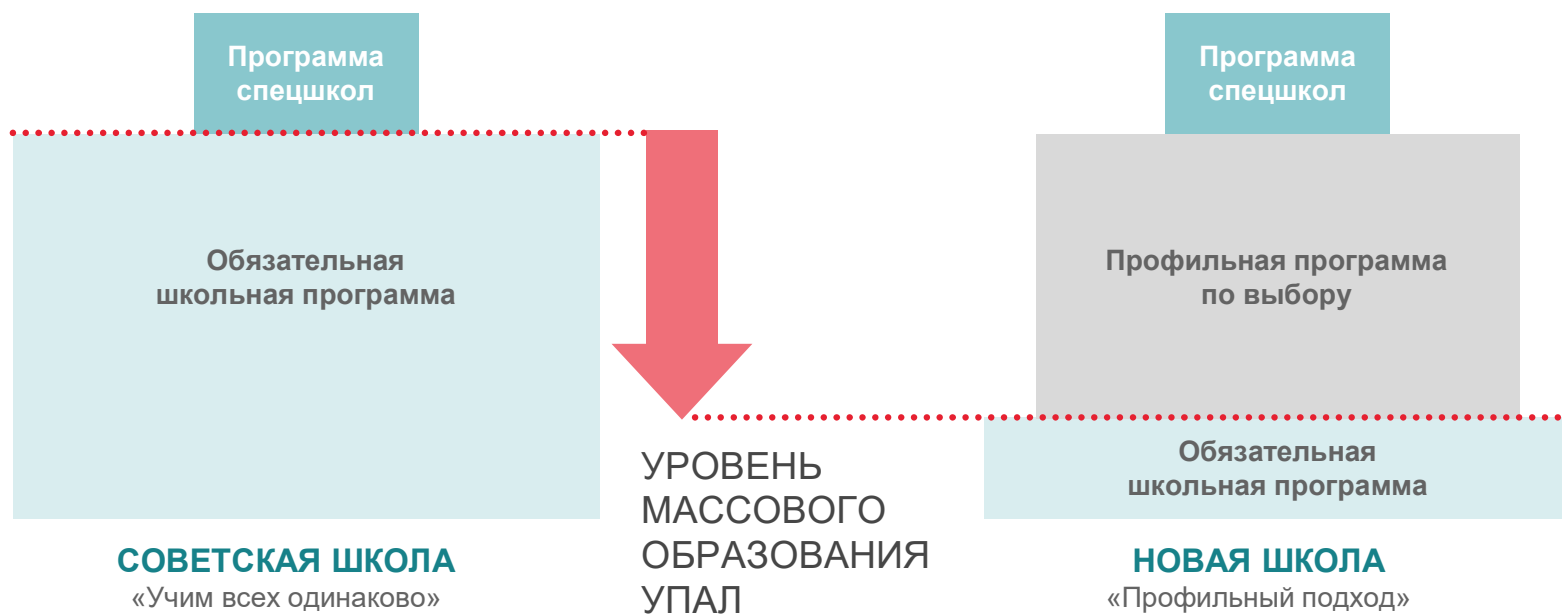 Программа
спецшкол
Обязательная
школьная программа
СОВЕТСКАЯ ШКОЛА
«Учим всех одинаково»
УРОВЕНЬ
МАССОВОГО
ОБРАЗОВАНИЯ
УПАЛ
Программа
спецшкол
Профильная программа
по выбору
Обязательная
школьная программа
НОВАЯ ШКОЛА
«Профильный подход»